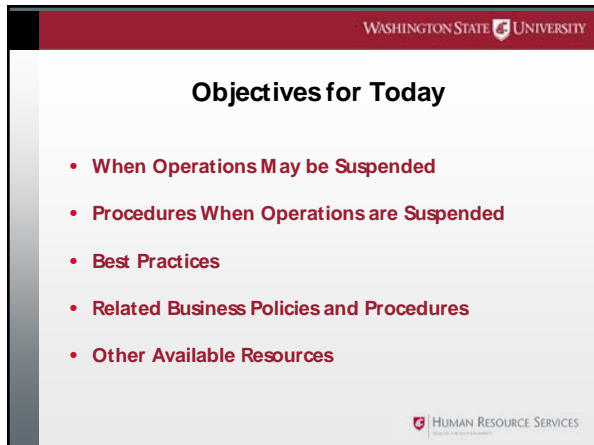 WASHINGTON STATE UNIVERSITY
Objectives for Today
• When Operations May be Suspended
• Procedures When Operations are Suspended
• Best Practices
• Related Business Policies and Procedures
• Other Available Resources
HUMAN RESOURCE SERVICES